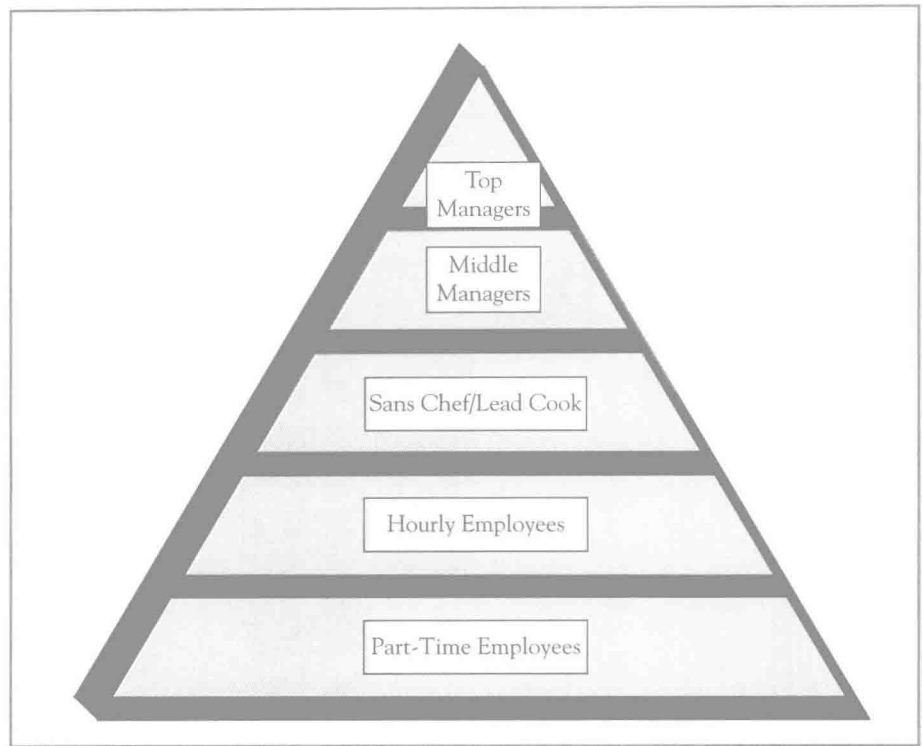 Top
Managers
Middle
Managers
Sans Chef/Lead Cook
Hourly Employees
Part-Time Employees